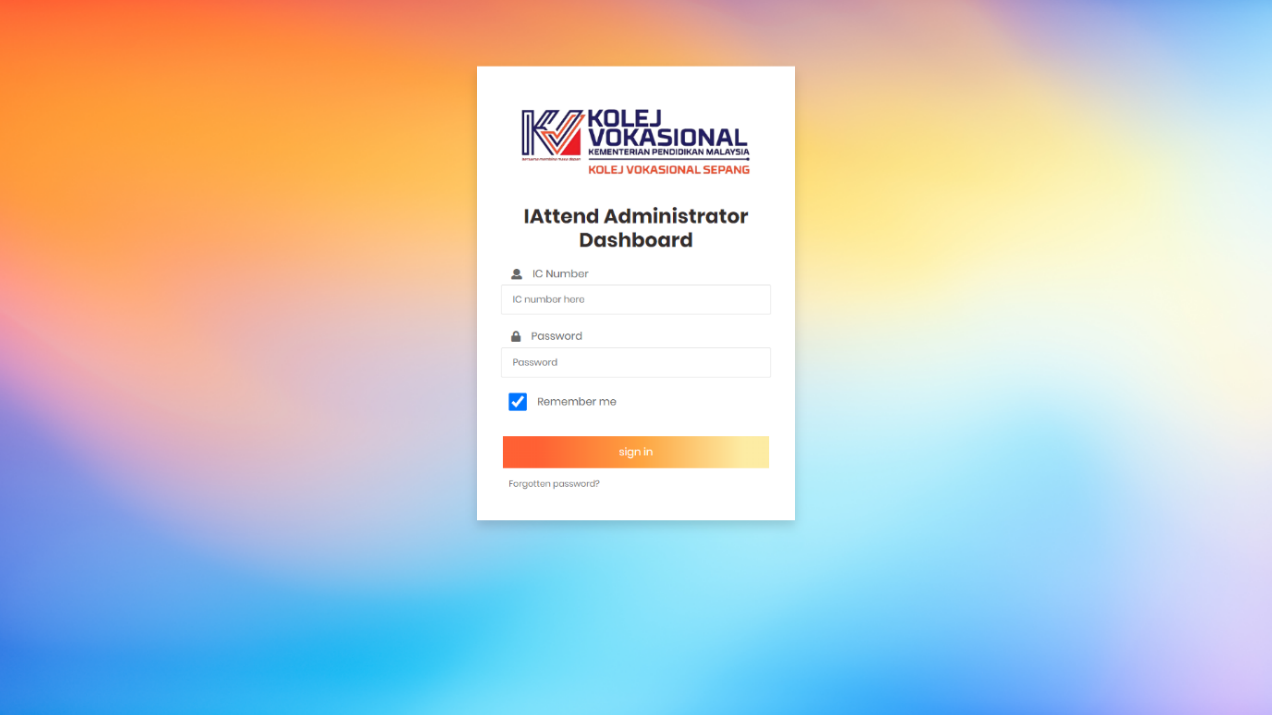 KOLEJ
VOKASIONAL
KEMENTERIAN PENDIDIKAN MALAYSIA
KOLEJ VOKASIONAL SEPANG
IAttend Administrator
Dashboard
IC Number
IC number here
Password
Password
Remember me
sign in
Forgotten password?